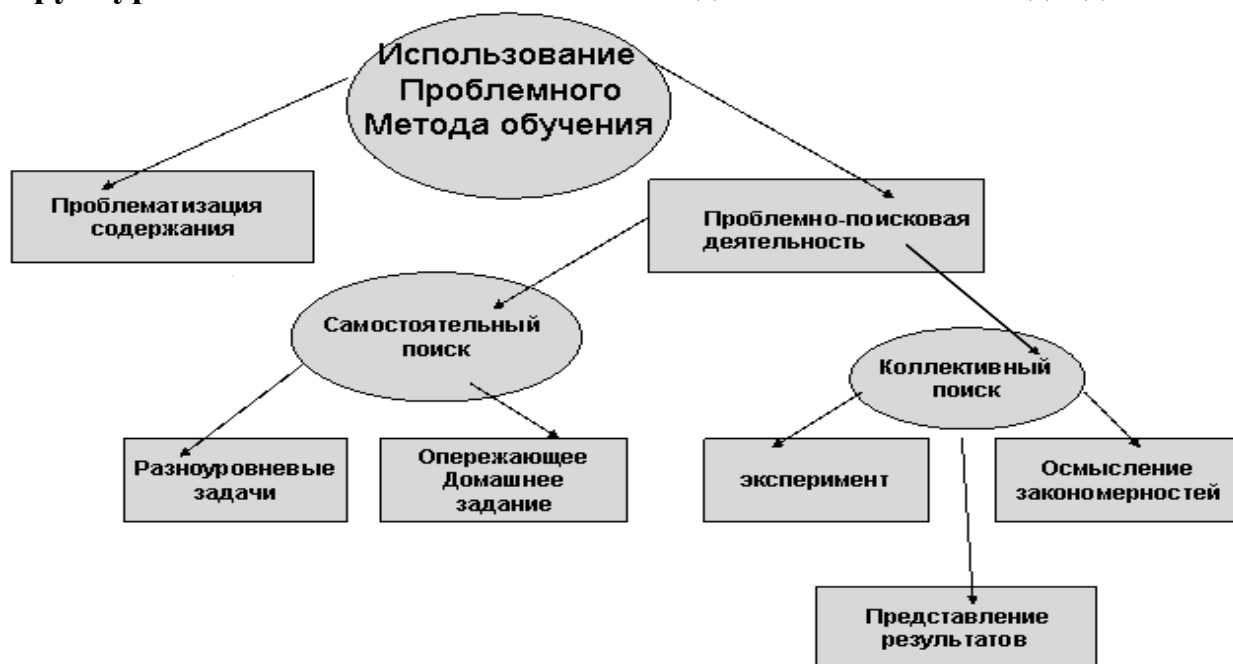 Использование
Проблемного
Метода обучения
Проблематизация
содержания
Проблемно-поисковая
деятельность
Самостоятельный
поиск
Коллективный
поиск
Разноуровневые
задачи
Опережающее
Домашнее
задание
эксперимент
Осмысление
закономерностей
Представление
результатов